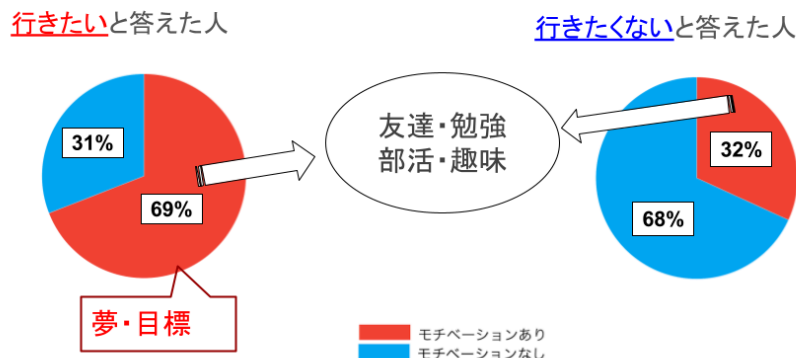 行きたいと答えた人
行きたくないと答えた人
31%
69%
友達・勉強
部活・趣味
32%
68%
夢・目標
モチベーションあり
モチベーションなし